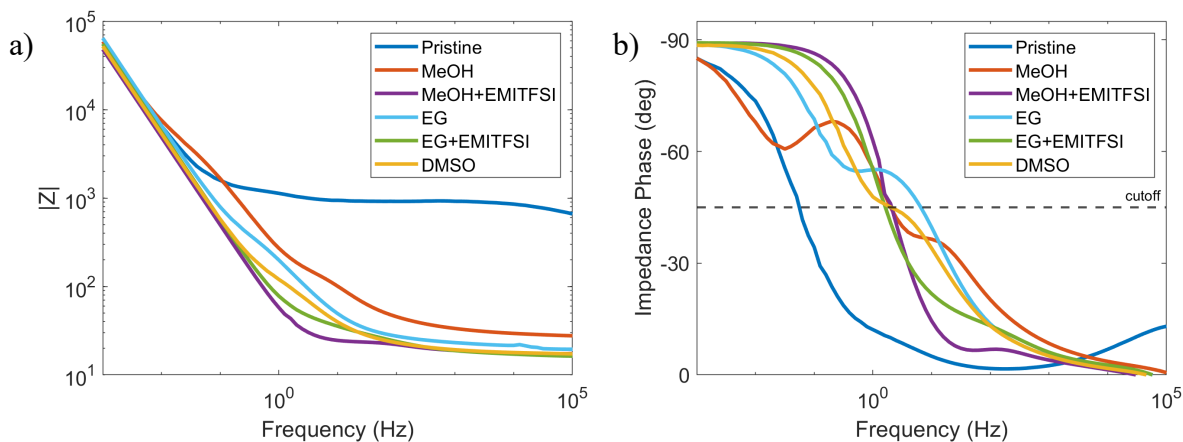 a)
10^5
10^4
10^3
10^2
10^1
|Z|
Pristine
MeOH
MeOH+EMITFSI
EG
EG+EMITFSI
DMSO
10^0
10^5
Frequency (Hz)
b)
-90
-60
-30
0
Impedance Phase (deg)
Pristine
MeOH
MeOH+EMITFSI
EG
EG+EMITFSI
DMSO
cutoff
10^0
10^5
Frequency (Hz)